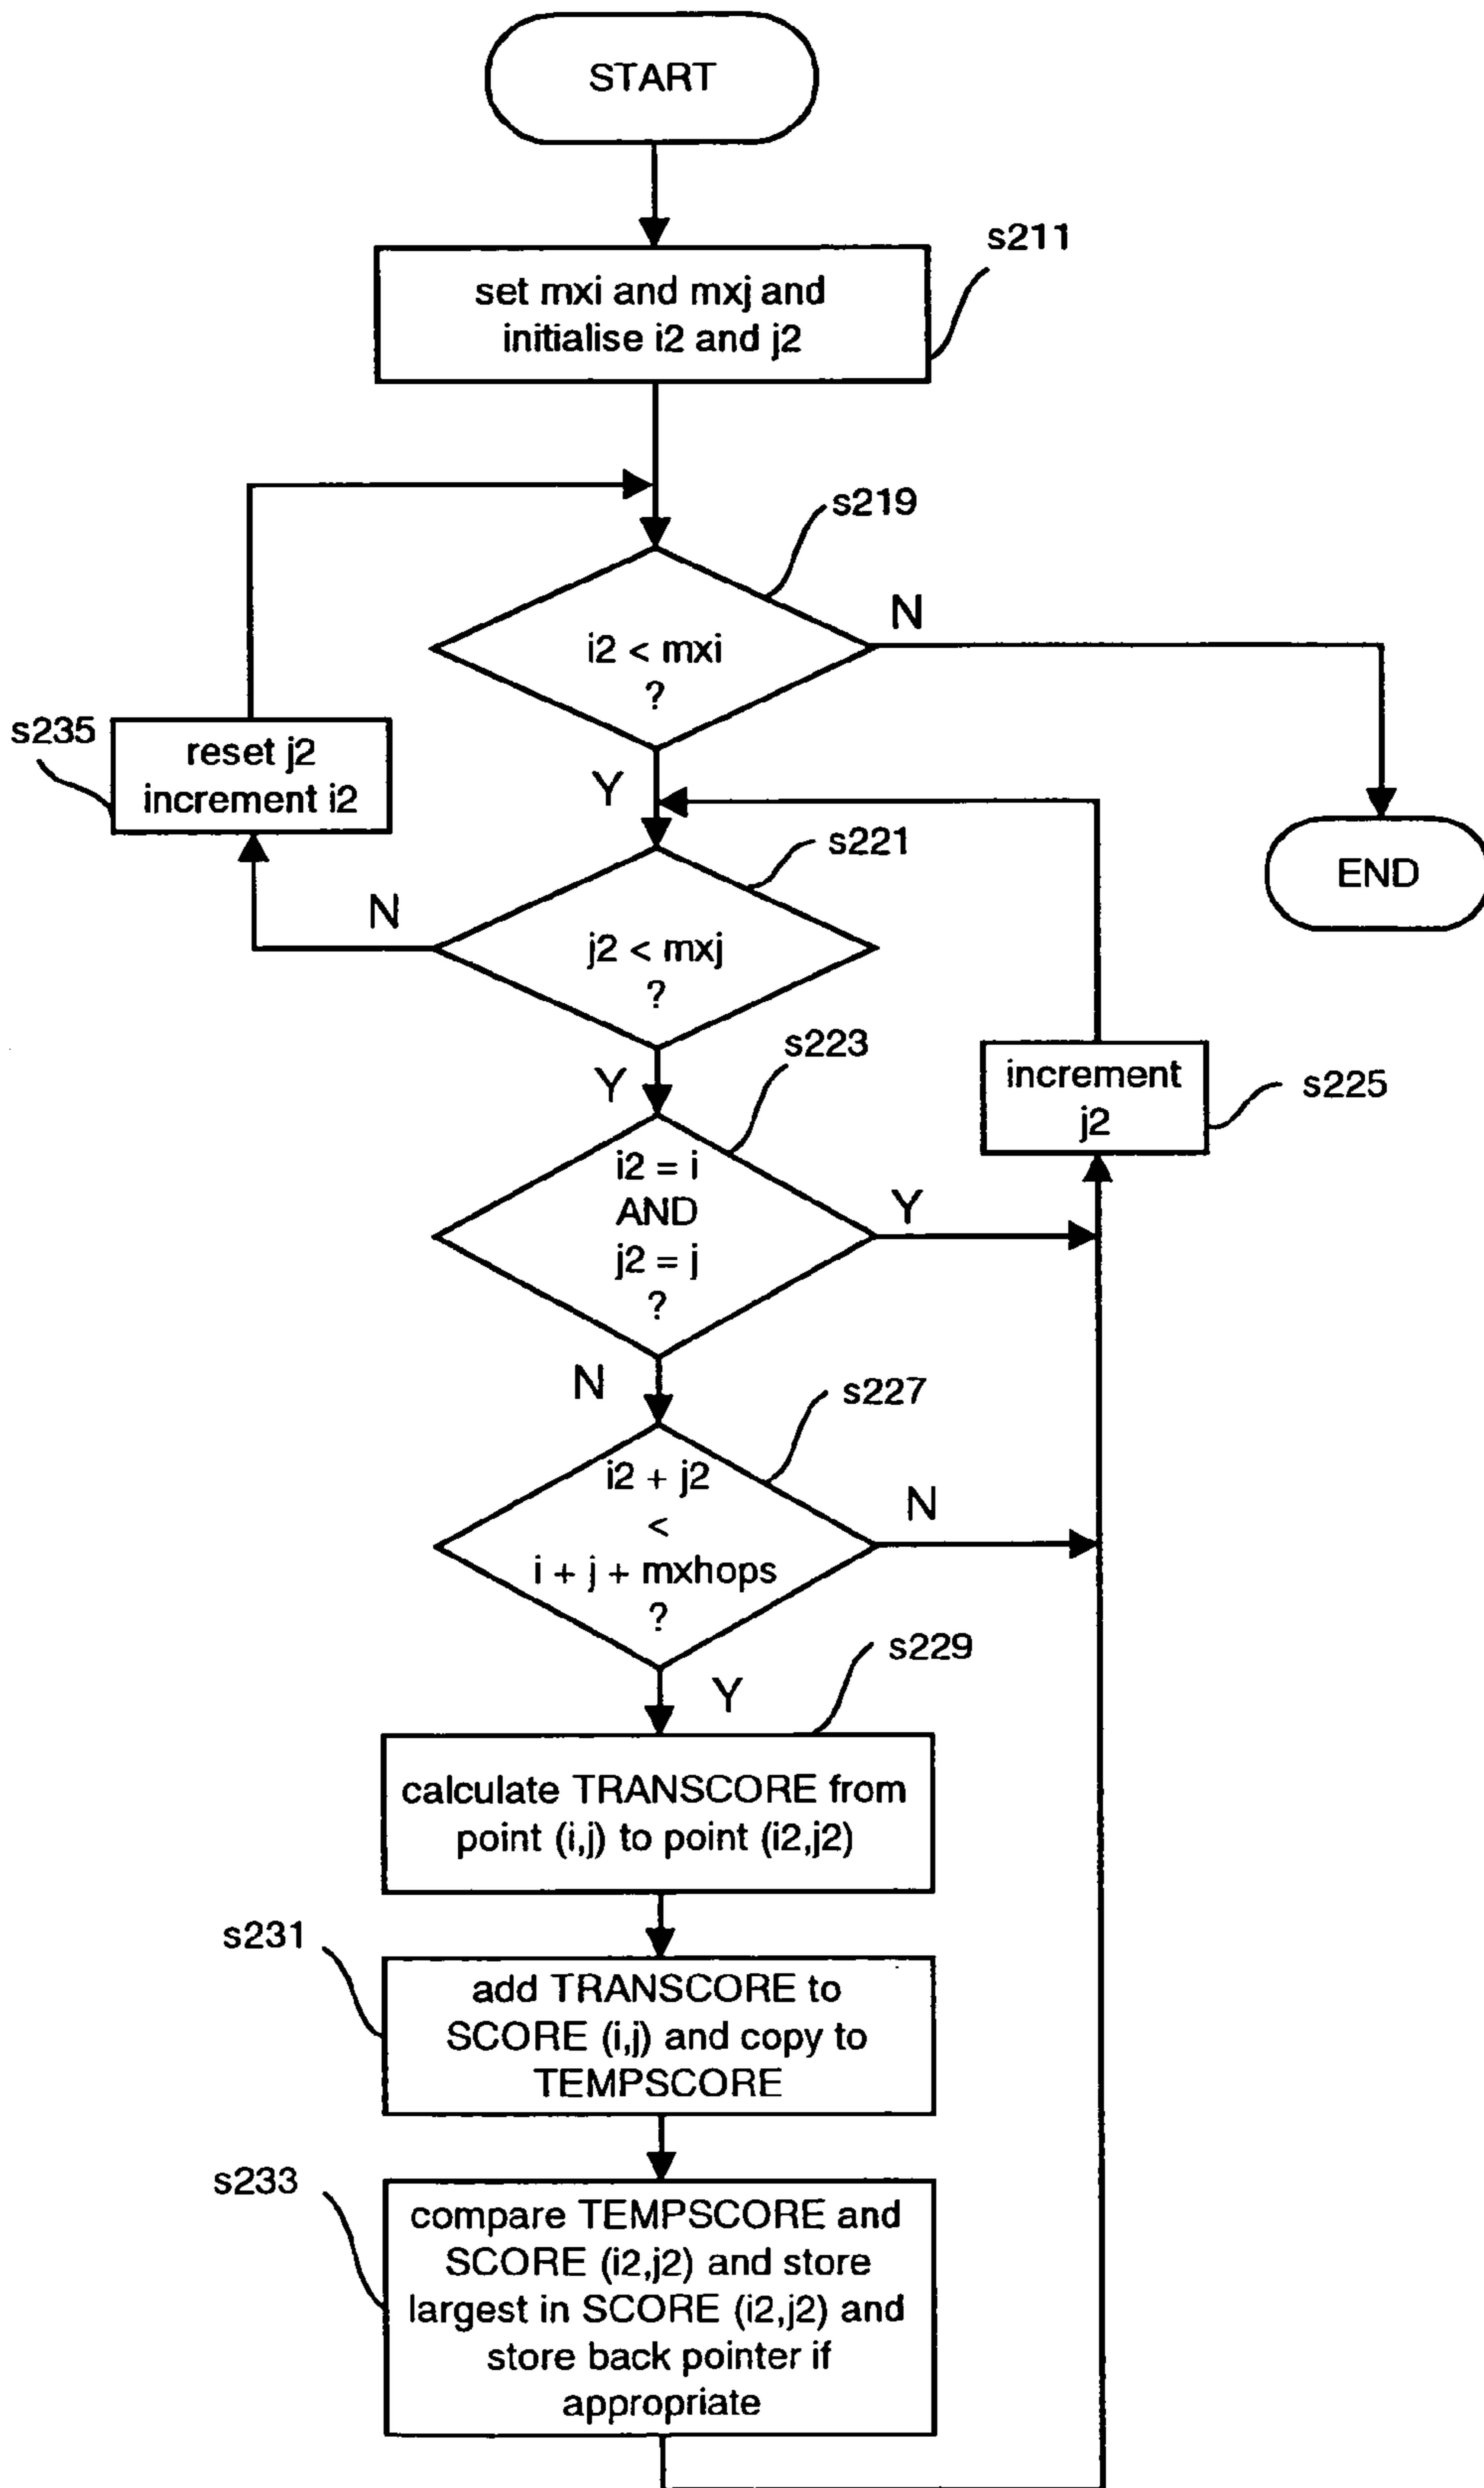 START
s211
set mxi and mxj and
initialise i2 and j2
s219
N
i2 < mxi
?
s235
reset j2
increment i2
Y
s221
END
N
j2 < mxj
?
s223
Y
increment
j2
s225
i2 = i
AND
j2 = j
?
Y
N
s227
i2 + j2
<
i + j + mxhops
?
N
s229
Y
calculate TRANSCORE from
point (i,j) to point (i2,j2)
s231
add TRANSCORE to
SCORE (i,j) and copy to
TEMPSCORE
s233
compare TEMPSCORE and
SCORE (i2,j2) and store
largest in SCORE (i2,j2) and
store back pointer if
appropriate